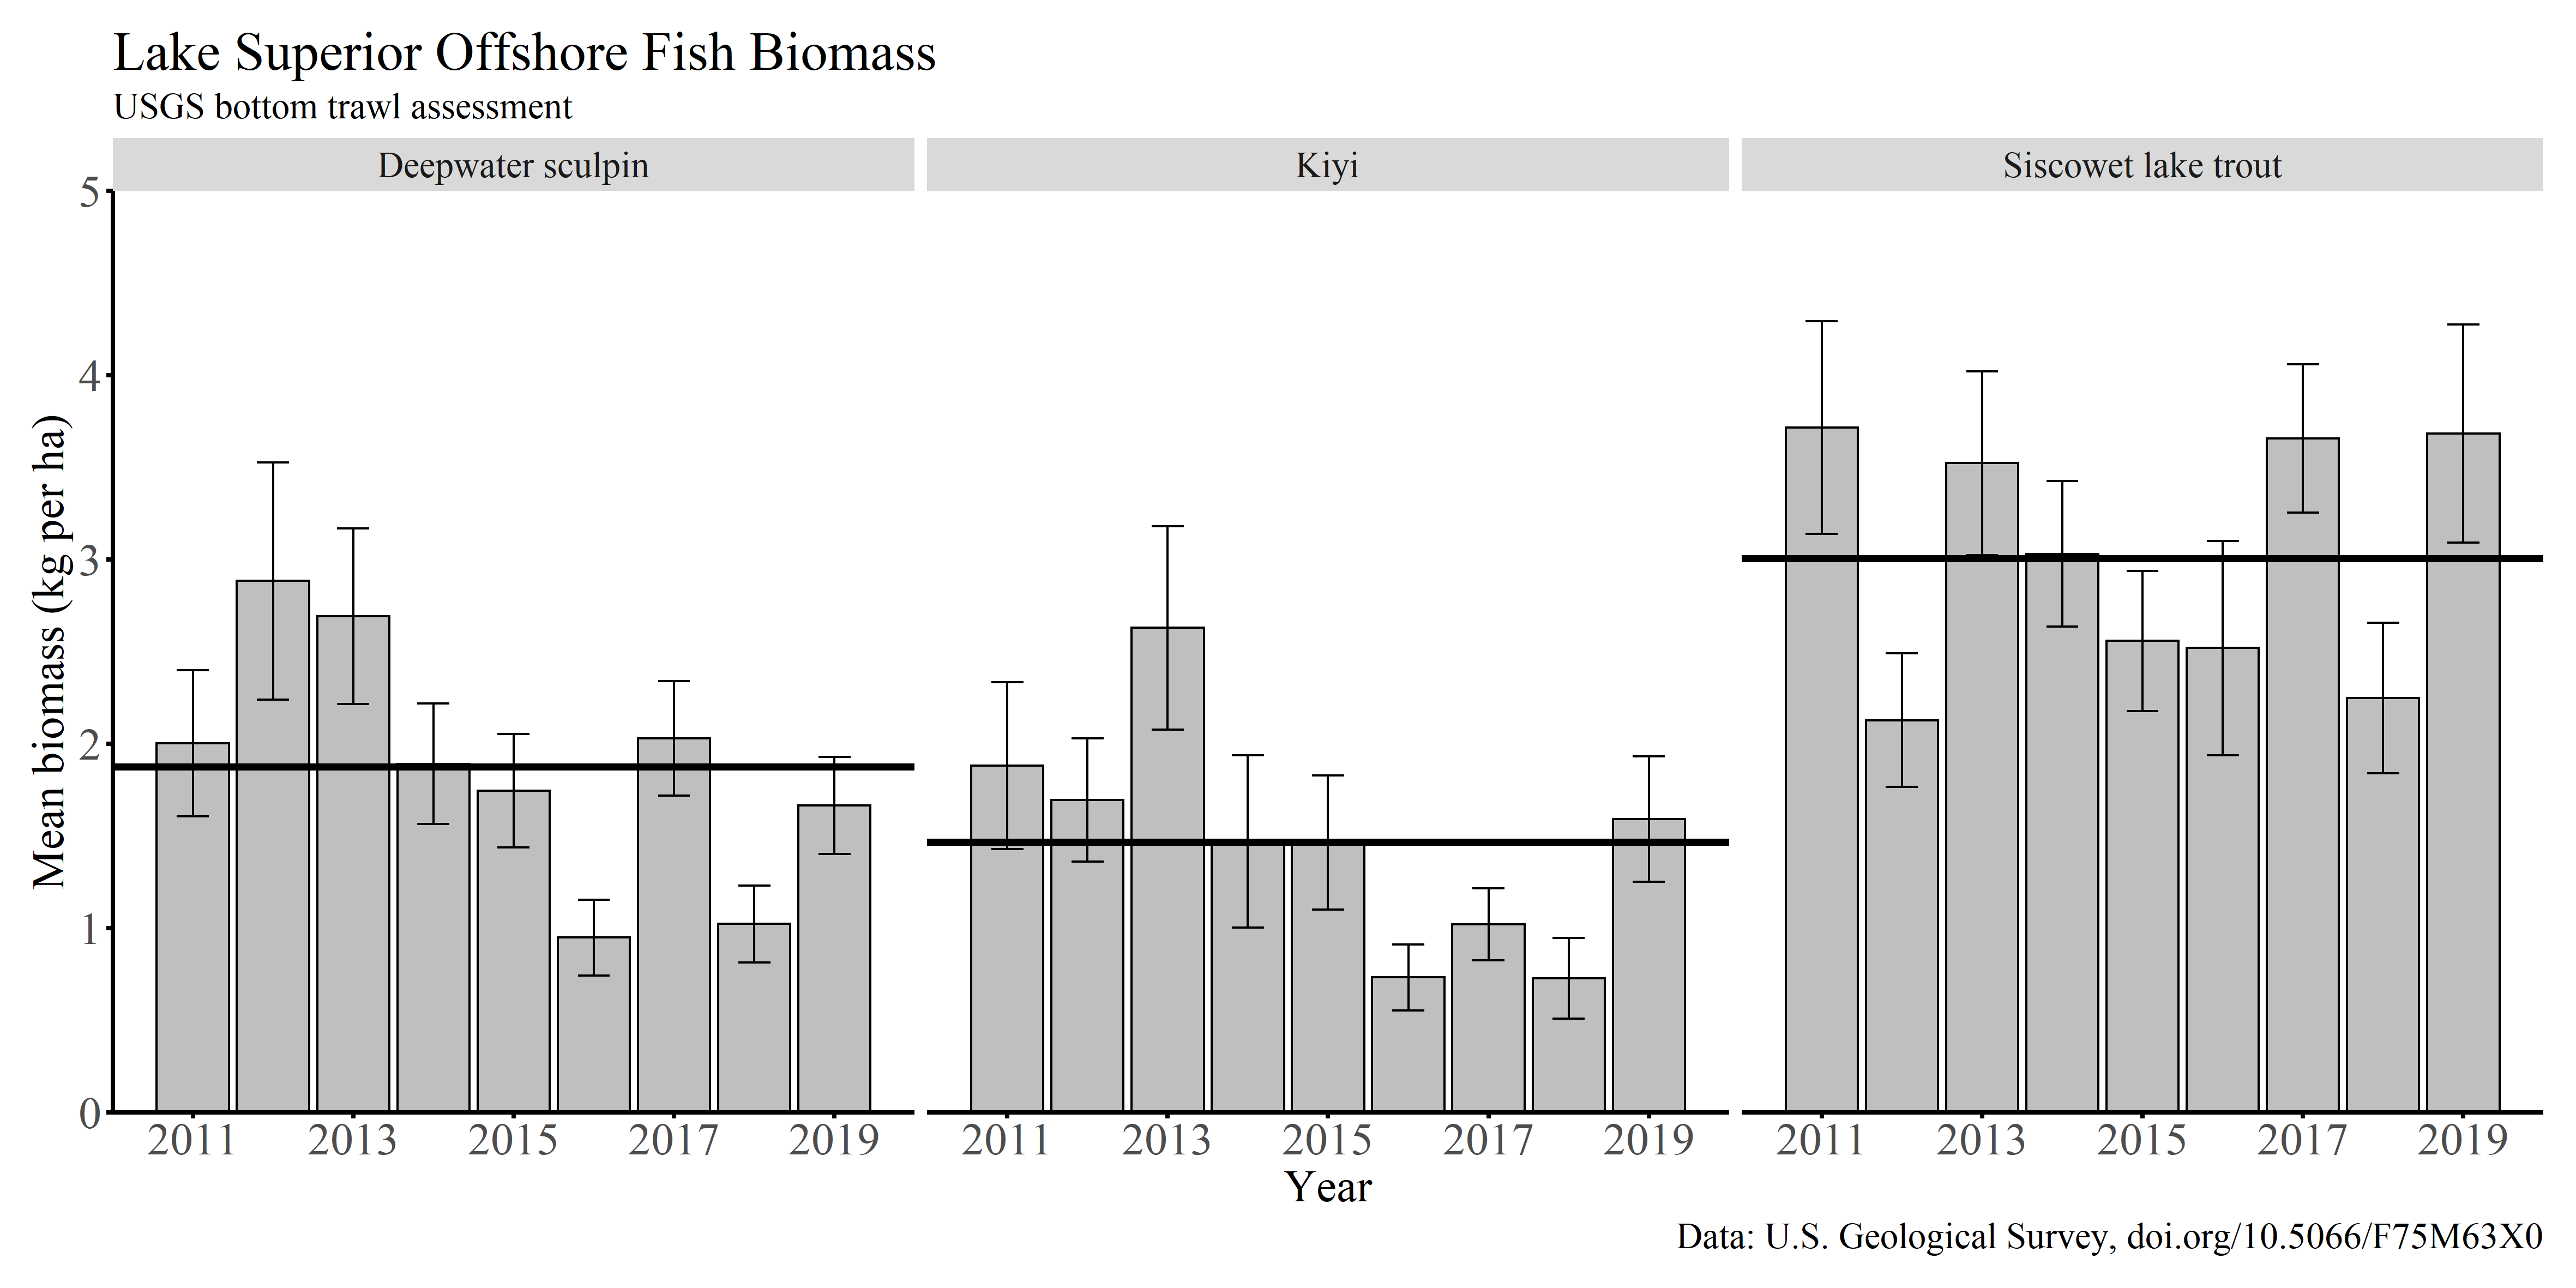 Lake Superior Offshore Fish Biomass
USGS bottom trawl assessment
Deepwater sculpin
Kiyi
Siscowet lake trout
Mean biomass (kg per ha)
5
4
3
2
1
0
2011 2013 2015 2017 2019
2011 2013 2015 2017 2019
2011 2013 2015 2017 2019
Year
Data: U.S. Geological Survey, doi.org/10.5066/F75M63X0